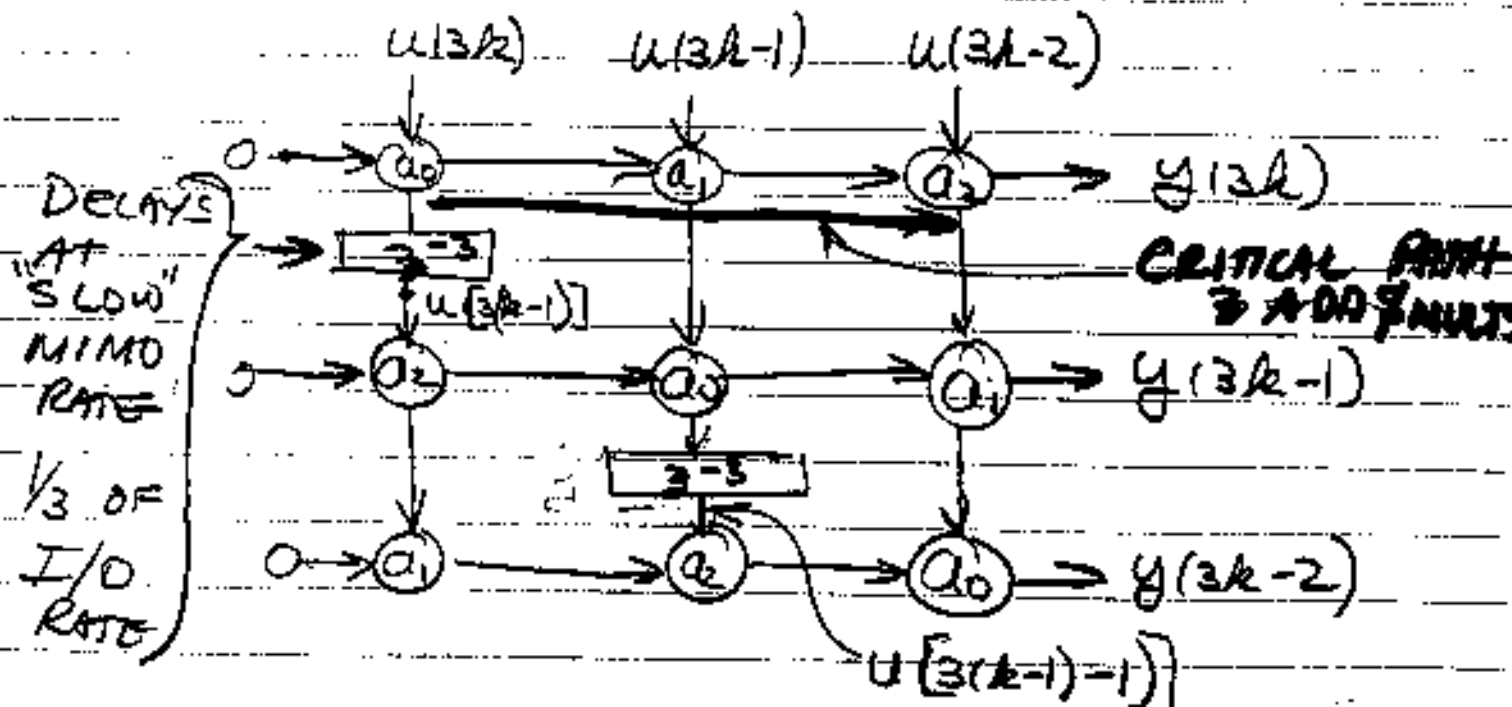 u(3k) u(3k-1) u(3k-2)
0 a₀ a₁ a₂ y(3k)
DELAYS
AT
"SLOW"
MIMO
RATE
1/3 OF
I/O
RATE
z⁻³
CRITICAL PATH
3 ADD & MULTS
u[3(k-1)]
0 a₂ a₀ a₁ y(3k-1)
z⁻³
0 a₁ a₂ a₀ y(3k-2)
u[3(k-1)-1)]